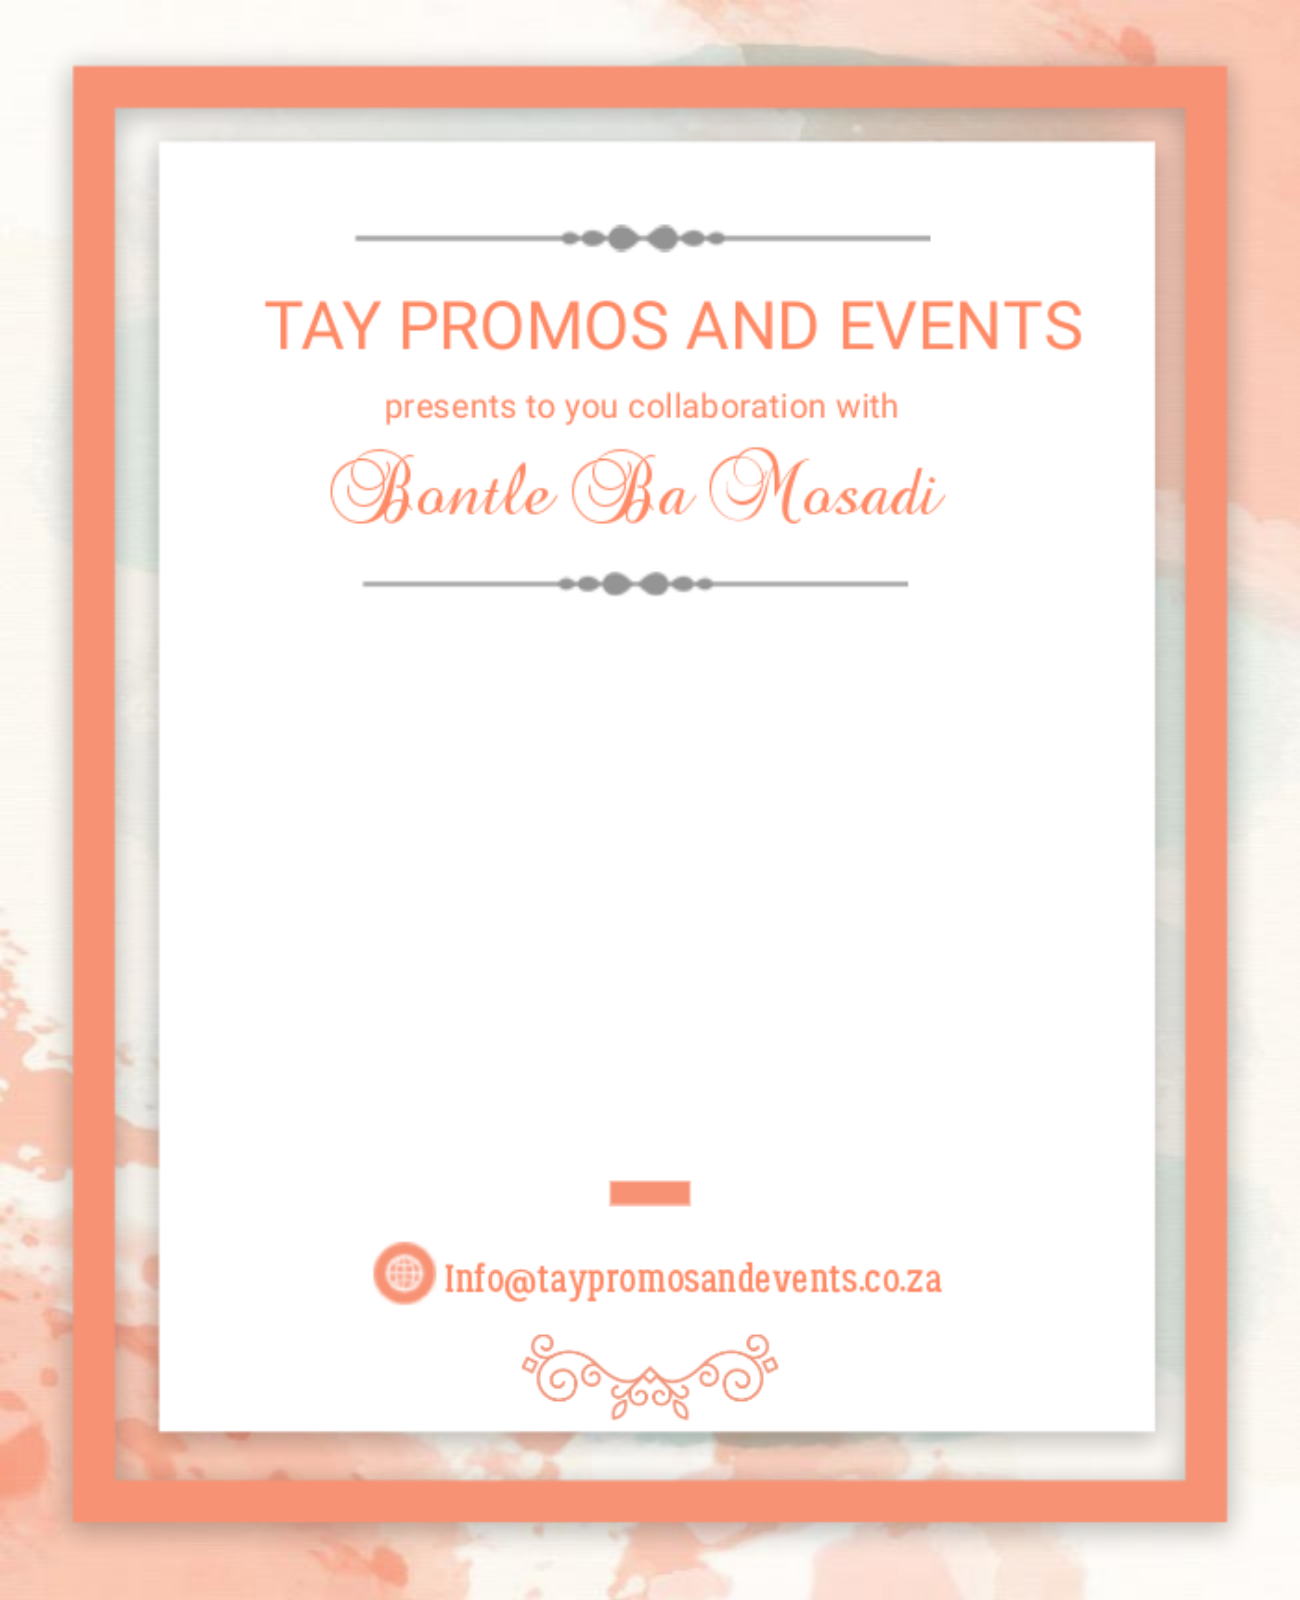 TAY PROMOS AND EVENTS
presents to you collaboration with
Bontle Ba Mosadi
Info@taypromosandevents.co.za